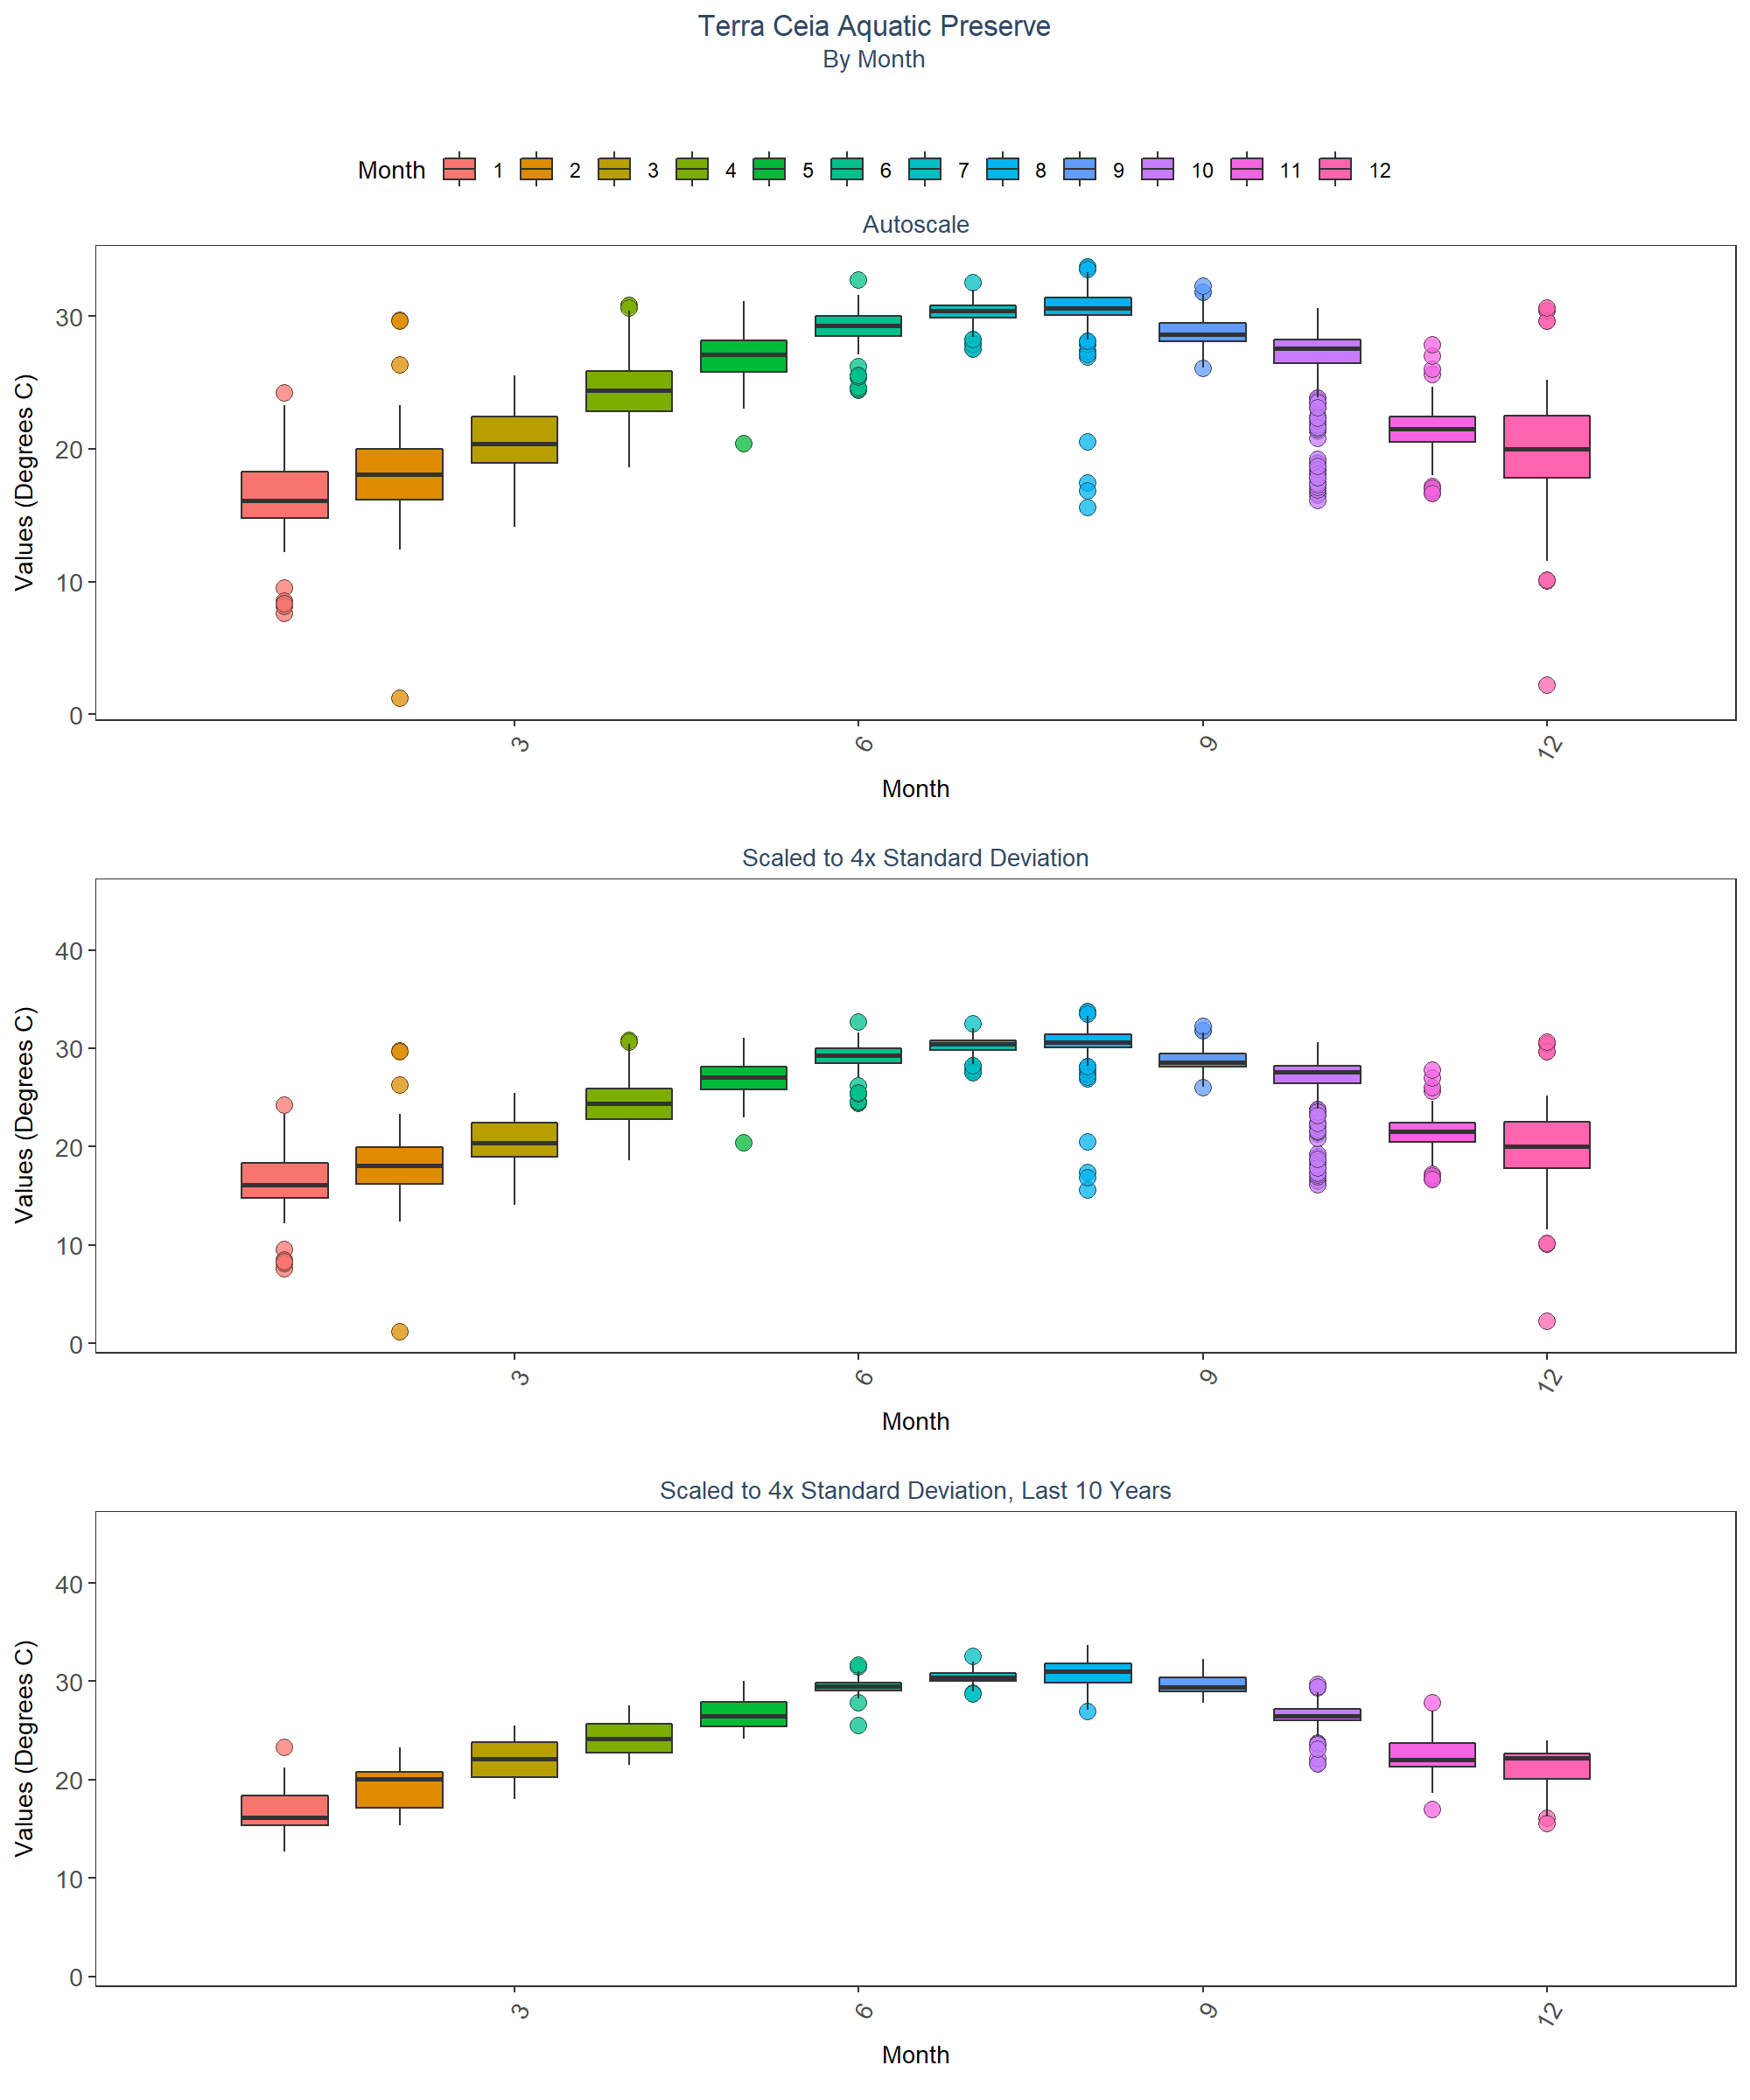 Terra Ceia Aquatic Preserve
By Month
Month 1 2 3 4 5 6 7 8 9 10 11 12
Autoscale
Values (Degrees C)
30
20
10
0
3 6 9 12
Month
Scaled to 4x Standard Deviation
Values (Degrees C)
40
30
20
10
0
3 6 9 12
Month
Scaled to 4x Standard Deviation, Last 10 Years
Values (Degrees C)
40
30
20
10
0
3 6 9 12
Month